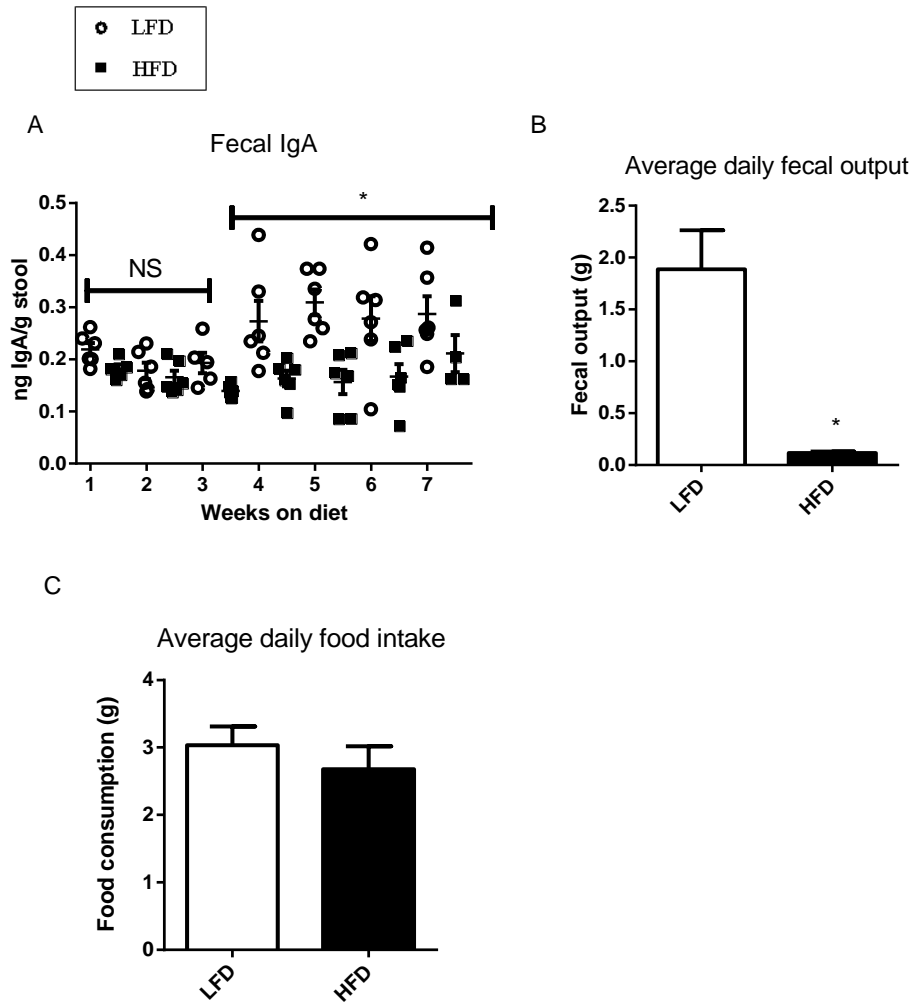 LFD
HFD
A
Fecal IgA
ng IgA/g stool
0.5
0.4
0.3
0.2
0.1
0.0
NS
*
1 2 3 4 5 6 7
Weeks on diet
B
Average daily fecal output
Fecal output (g)
2.5
2.0
1.5
1.0
0.5
0.0
*
LFD
HFD
C
Average daily food intake
Food consumption (g)
4
3
2
1
0
LFD
HFD